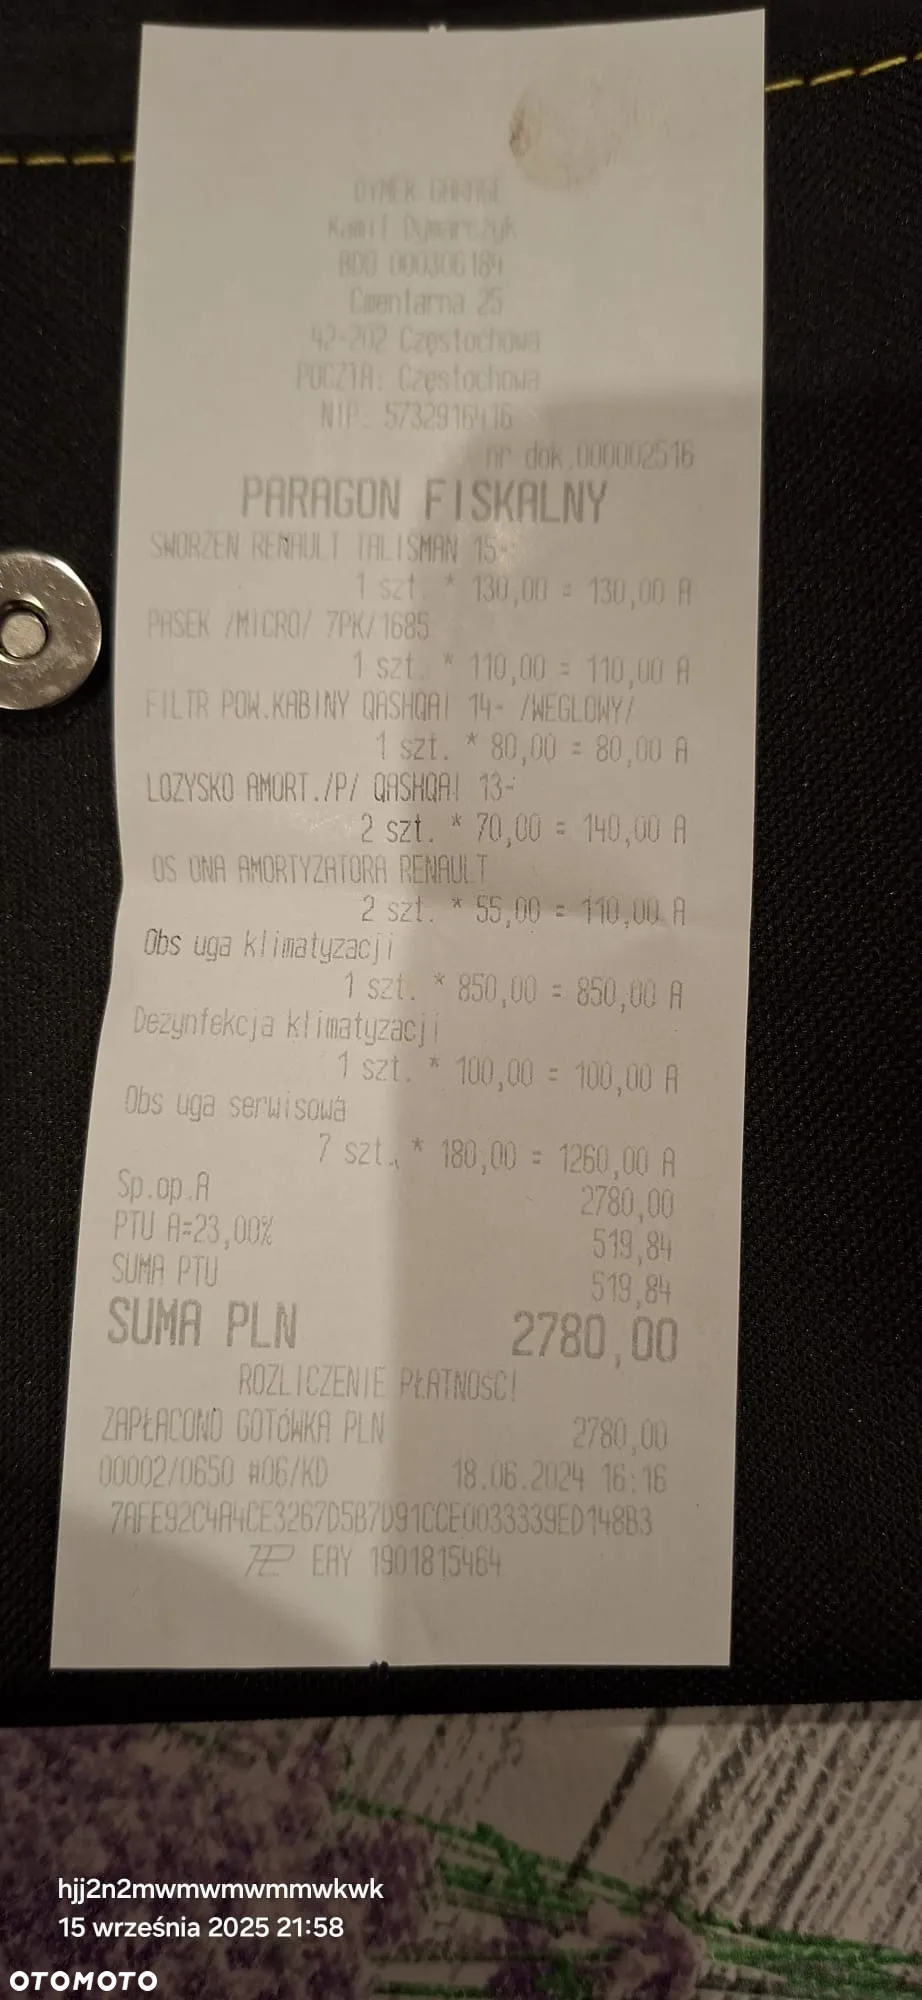 DYMEK GARAGE
Kamil Dymarczyk
BDO 000306184
Cmentarna 25
42-202 Częstochowa
POCZTA: Częstochowa
NIP: 5732916416
nr dok.000002516
PARAGON FISKALNY
SWORZEN RENAULT TALISMAN 15-
1 szt. * 130,00 = 130,00 A
PASEK /MICRO/ 7PK/1685
1 szt. * 110,00 = 110,00 A
FILTR POW.KABINY QASHQAI 14- /WEGLOWY/
1 szt. * 80,00 = 80,00 A
LOZYSKO AMORT./P/ QASHQAI 13-
2 szt. * 70,00 = 140,00 A
OS ONA AMORTYZATORA RENAULT
2 szt. * 55,00 = 110,00 A
Obs uga klimatyzacji
1 szt. * 850,00 = 850,00 A
Dezynfekcja klimatyzacji
1 szt. * 100,00 = 100,00 A
Obs uga serwisowa
7 szt. * 180,00 = 1260,00 A
Sp.op.A 2780,00
PTU A=23,00% 519,84
SUMA PTU 519,84
SUMA PLN 2780,00
ROZLICZENIE PŁATNOŚCI
ZAPŁACONO GOTÓWKA PLN 2780,00
00002/0650 #06/KD 18.06.2024 16:16
7AFE92C4A4CE3267D5B7D91CCE0033339ED148B3
EAY 1901815464
hjj2n2mwmwmwmmwkwk
15 września 2025 21:58
OTOMOTO